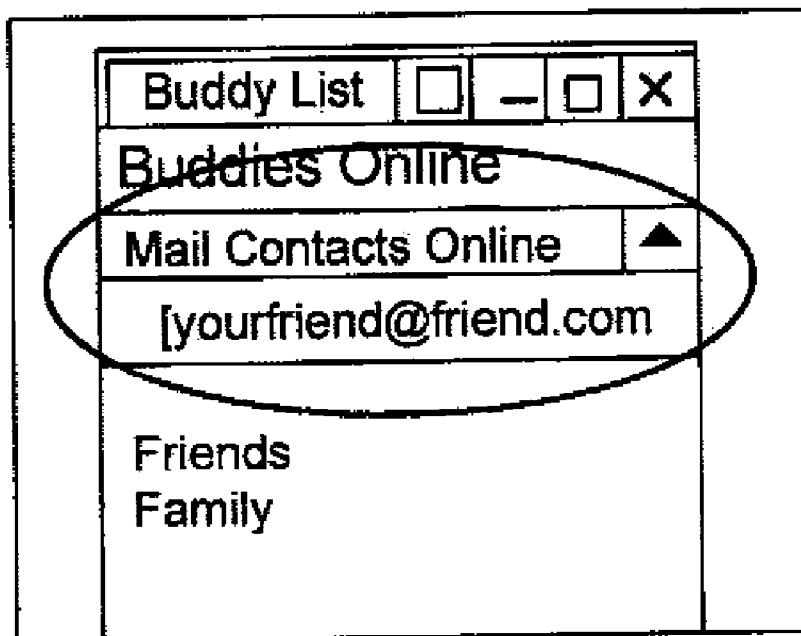 Buddy List
Buddies Online
Mail Contacts Online
[yourfriend@friend.com
Friends
Family